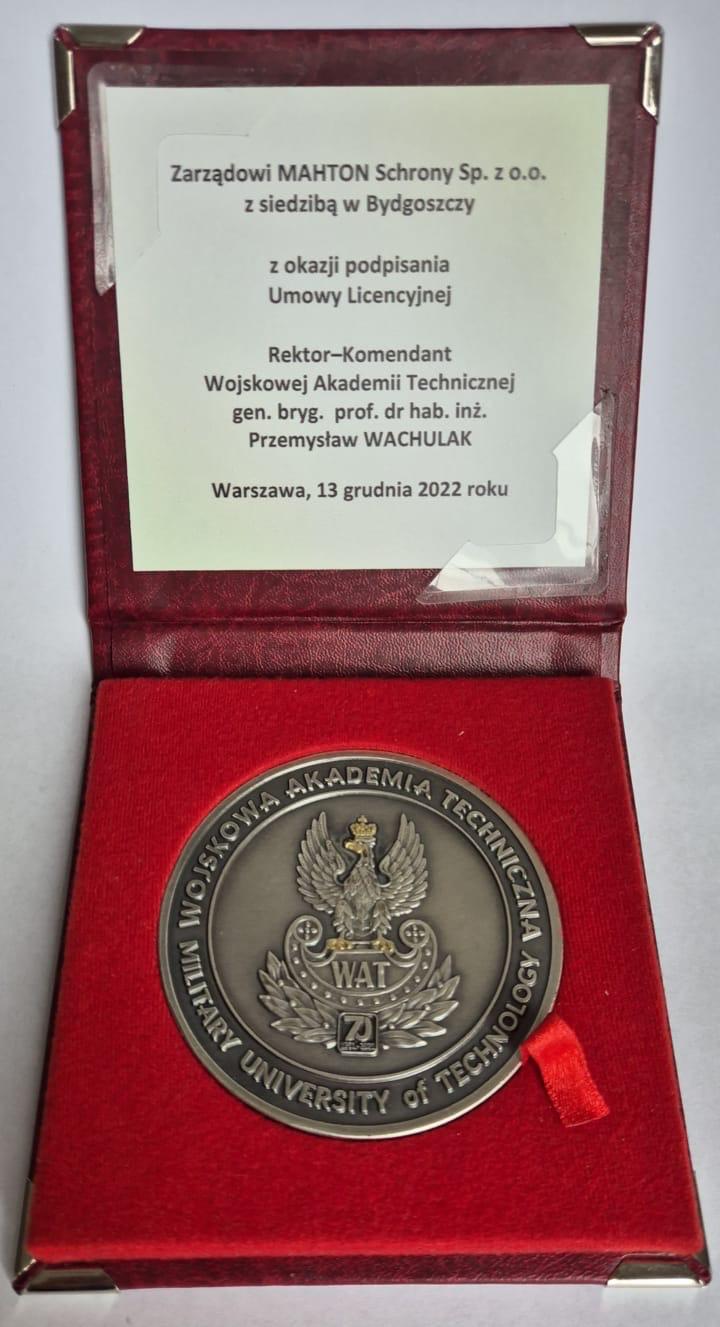 Zarządowi MAHTON Schrony Sp. z o.o.
z siedzibą w Bydgoszczy
z okazji podpisania
Umowy Licencyjnej
Rektor–Komendant
Wojskowej Akademii Technicznej
gen. bryg. prof. dr hab. inż.
Przemysław WACHULAK
Warszawa, 13 grudnia 2022 roku
WOJSKOWA AKADEMIA TECHNICZNA
WAT
70
MILITARY UNIVERSITY of TECHNOLOGY